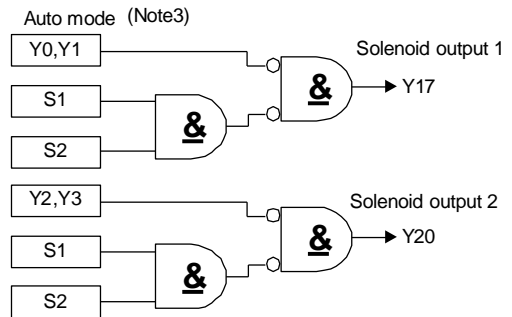 Auto mode (Note3)
Y0,Y1
Solenoid output 1
S1
&
&
Y17
S2
Y2,Y3
Solenoid output 2
S1
&
&
Y20
S2